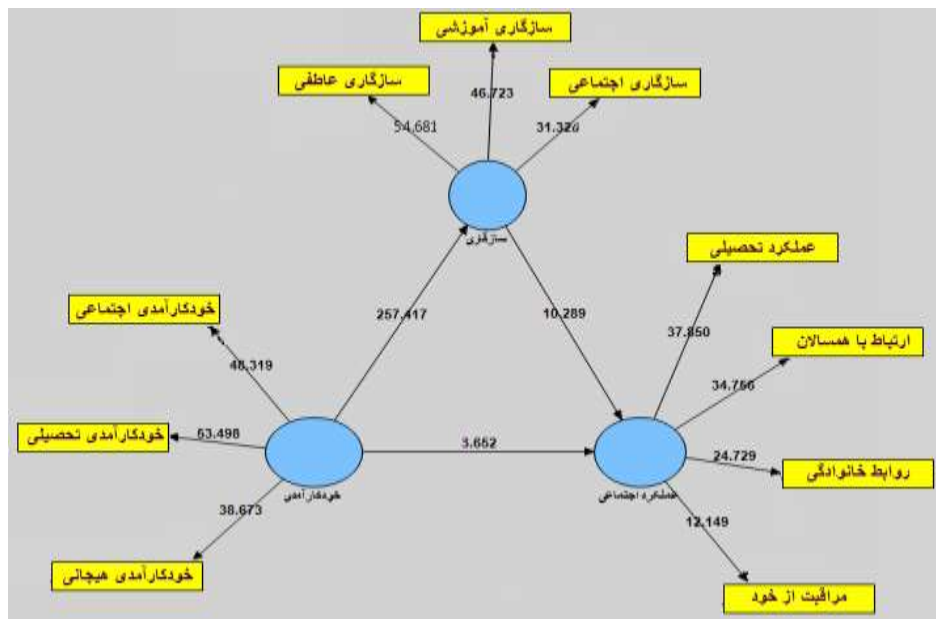 سازگاری آموزشی
سازگاری عاطفی
سازگاری اجتماعی
54.681
46.723
31.326
سازگاری
عملکرد تحصیلی
خودکارآمدی اجتماعی
257.417
10.289
37.850
ارتباط با همسالان
34.756
48.319
خودکارآمدی تحصیلی
53.498
3.652
24.729
روابط خانوادگی
خودکارآمدی
عملکرد اجتماعی
38.673
12.149
خودکارآمدی هیجانی
مراقبت از خود